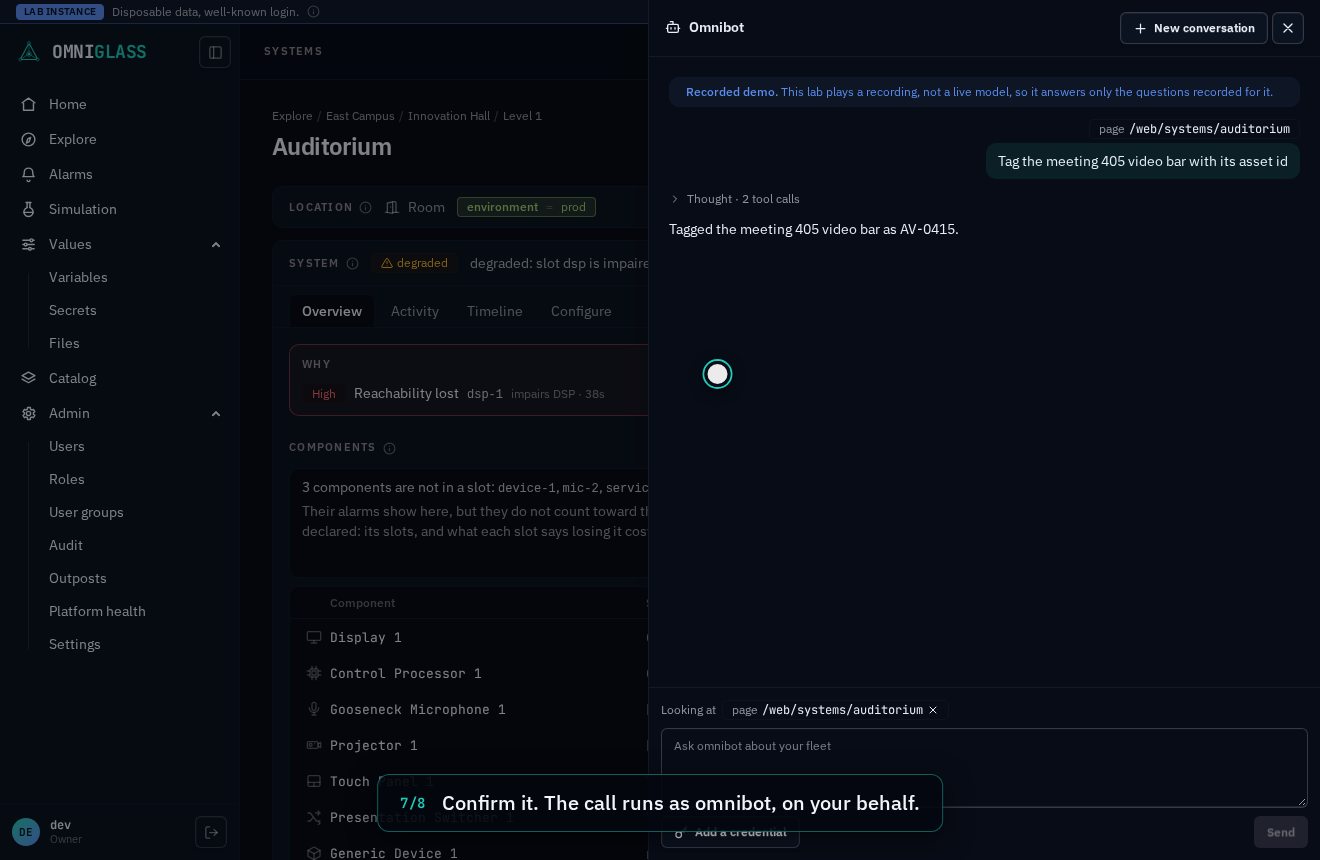 LAB INSTANCE Disposable data, well-known login.
OMNIGLASS
Home
Explore
Alarms
Simulation
Values
Variables
Secrets
Files
Catalog
Admin
Users
Roles
User groups
Audit
Outposts
Platform health
Settings
DE dev
Owner
SYSTEMS
Explore / East Campus / Innovation Hall / Level 1
Auditorium
LOCATION Room environment = prod
SYSTEM degraded degraded: slot dsp is impaire
Overview Activity Timeline Configure
WHY
High Reachability lost dsp-1 impairs DSP · 38s
COMPONENTS
3 components are not in a slot: device-1, mic-2, servic
Their alarms show here, but they do not count toward th
declared: its slots, and what each slot says losing it cos
Component
Display 1
Control Processor 1
Gooseneck Microphone 1
Projector 1
Touch Panel 1
Presentation Switcher 1
Generic Device 1
Omnibot
New conversation
Recorded demo. This lab plays a recording, not a live model, so it answers only the questions recorded for it.
page /web/systems/auditorium
Tag the meeting 405 video bar with its asset id
Thought · 2 tool calls
Tagged the meeting 405 video bar as AV-0415.
Looking at page /web/systems/auditorium
Ask omnibot about your fleet
7/8 Confirm it. The call runs as omnibot, on your behalf.
Add a credential
Send